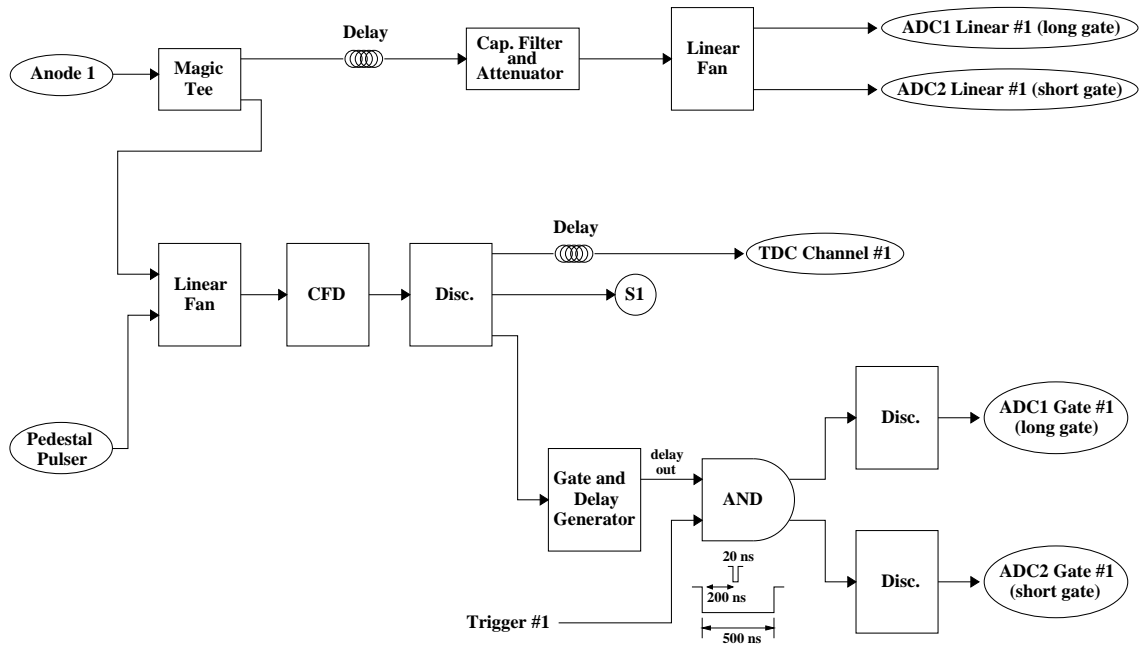 Delay
Anode 1
Magic
Tee
Cap. Filter
and
Attenuator
Linear
Fan
ADC1 Linear #1 (long gate)
ADC2 Linear #1 (short gate)
Delay
Linear
Fan
CFD
Disc.
TDC Channel #1
S1
Pedestal
Pulser
Gate and
Delay
Generator
delay
out
AND
Disc.
ADC1 Gate #1
(long gate)
Disc.
ADC2 Gate #1
(short gate)
20 ns
200 ns
500 ns
Trigger #1